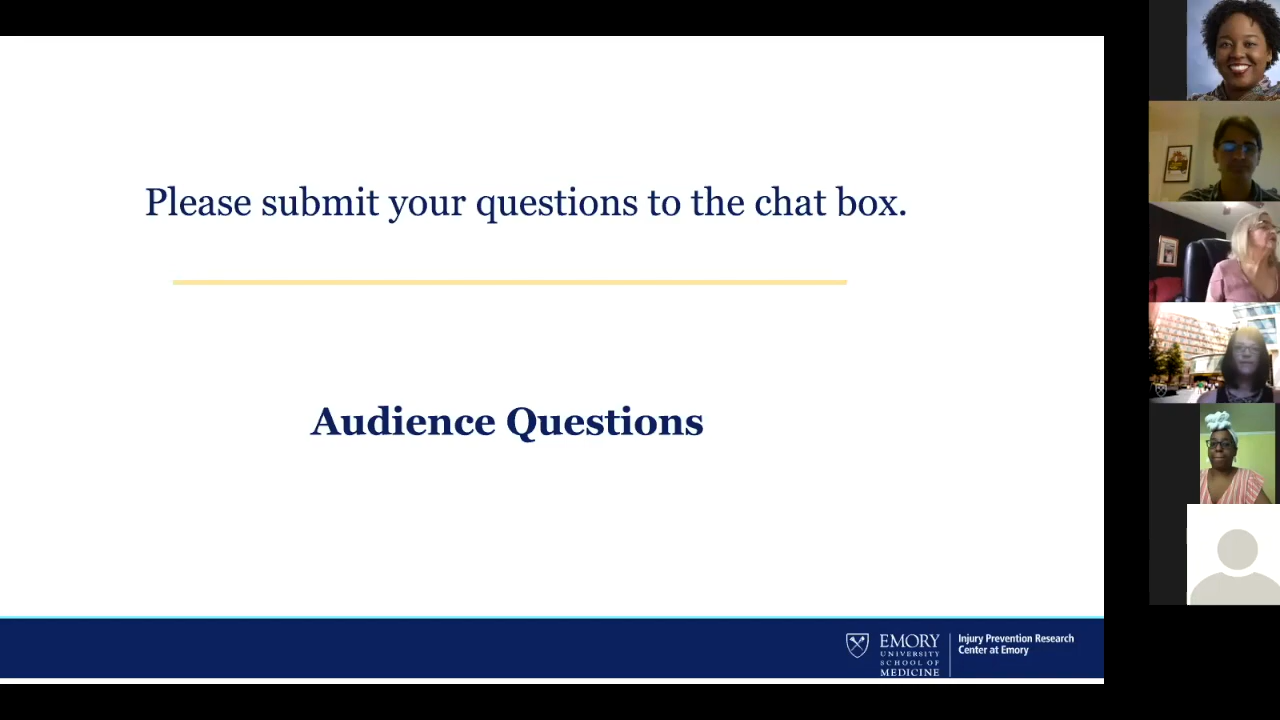 Please submit your questions to the chat box.
Audience Questions
EMORY
UNIVERSITY
SCHOOL OF
MEDICINE
Injury Prevention Research
Center at Emory